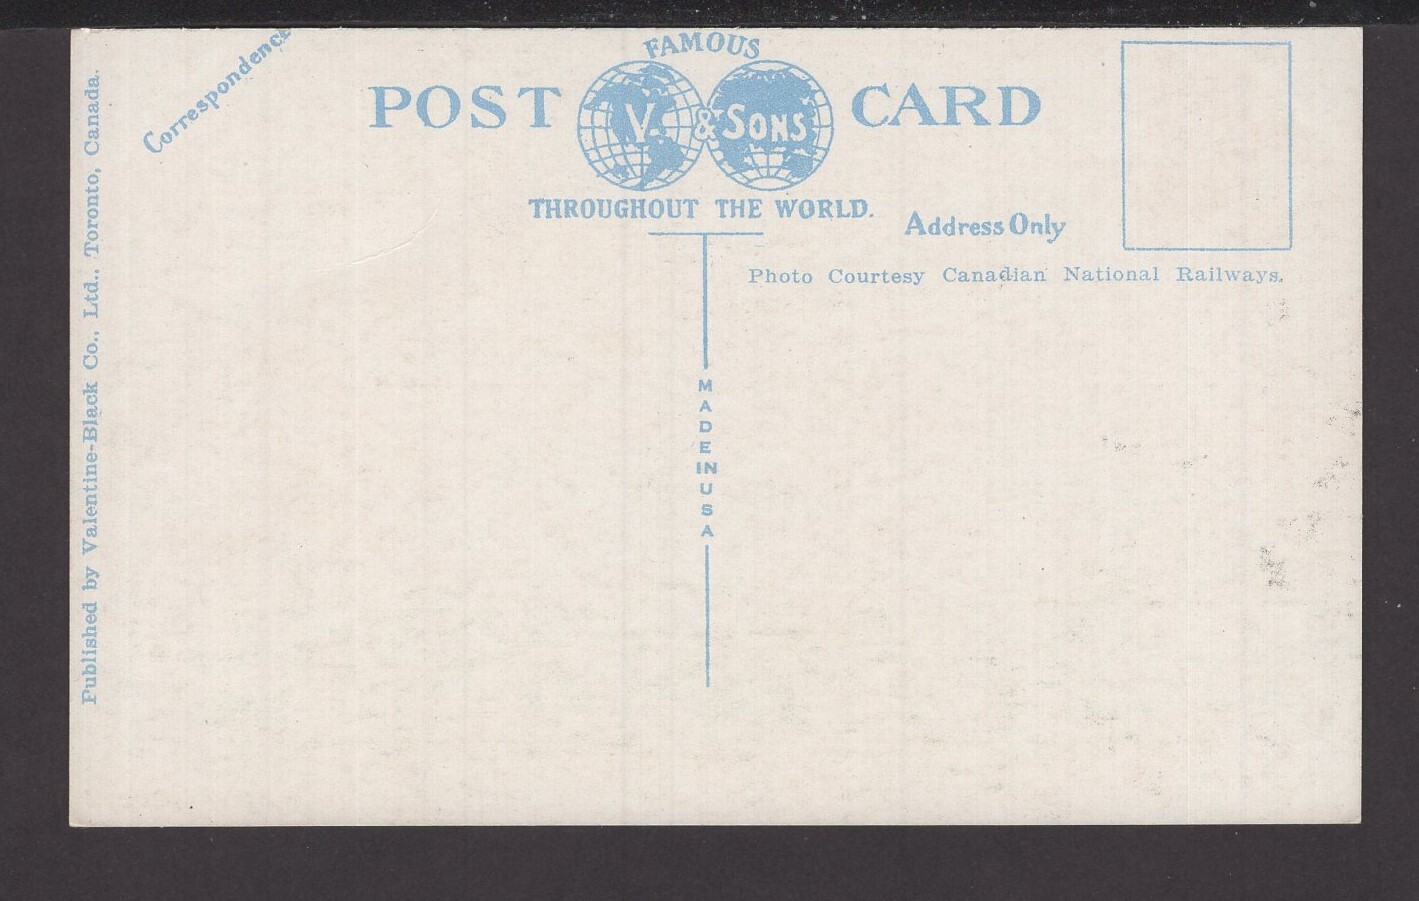 Correspondence
FAMOUS
POST CARD
V. & SONS
THROUGHOUT THE WORLD.
Address Only
Photo Courtesy Canadian National Railways.
MADE IN USA
Published by Valentine-Black Co., Ltd., Toronto, Canada.